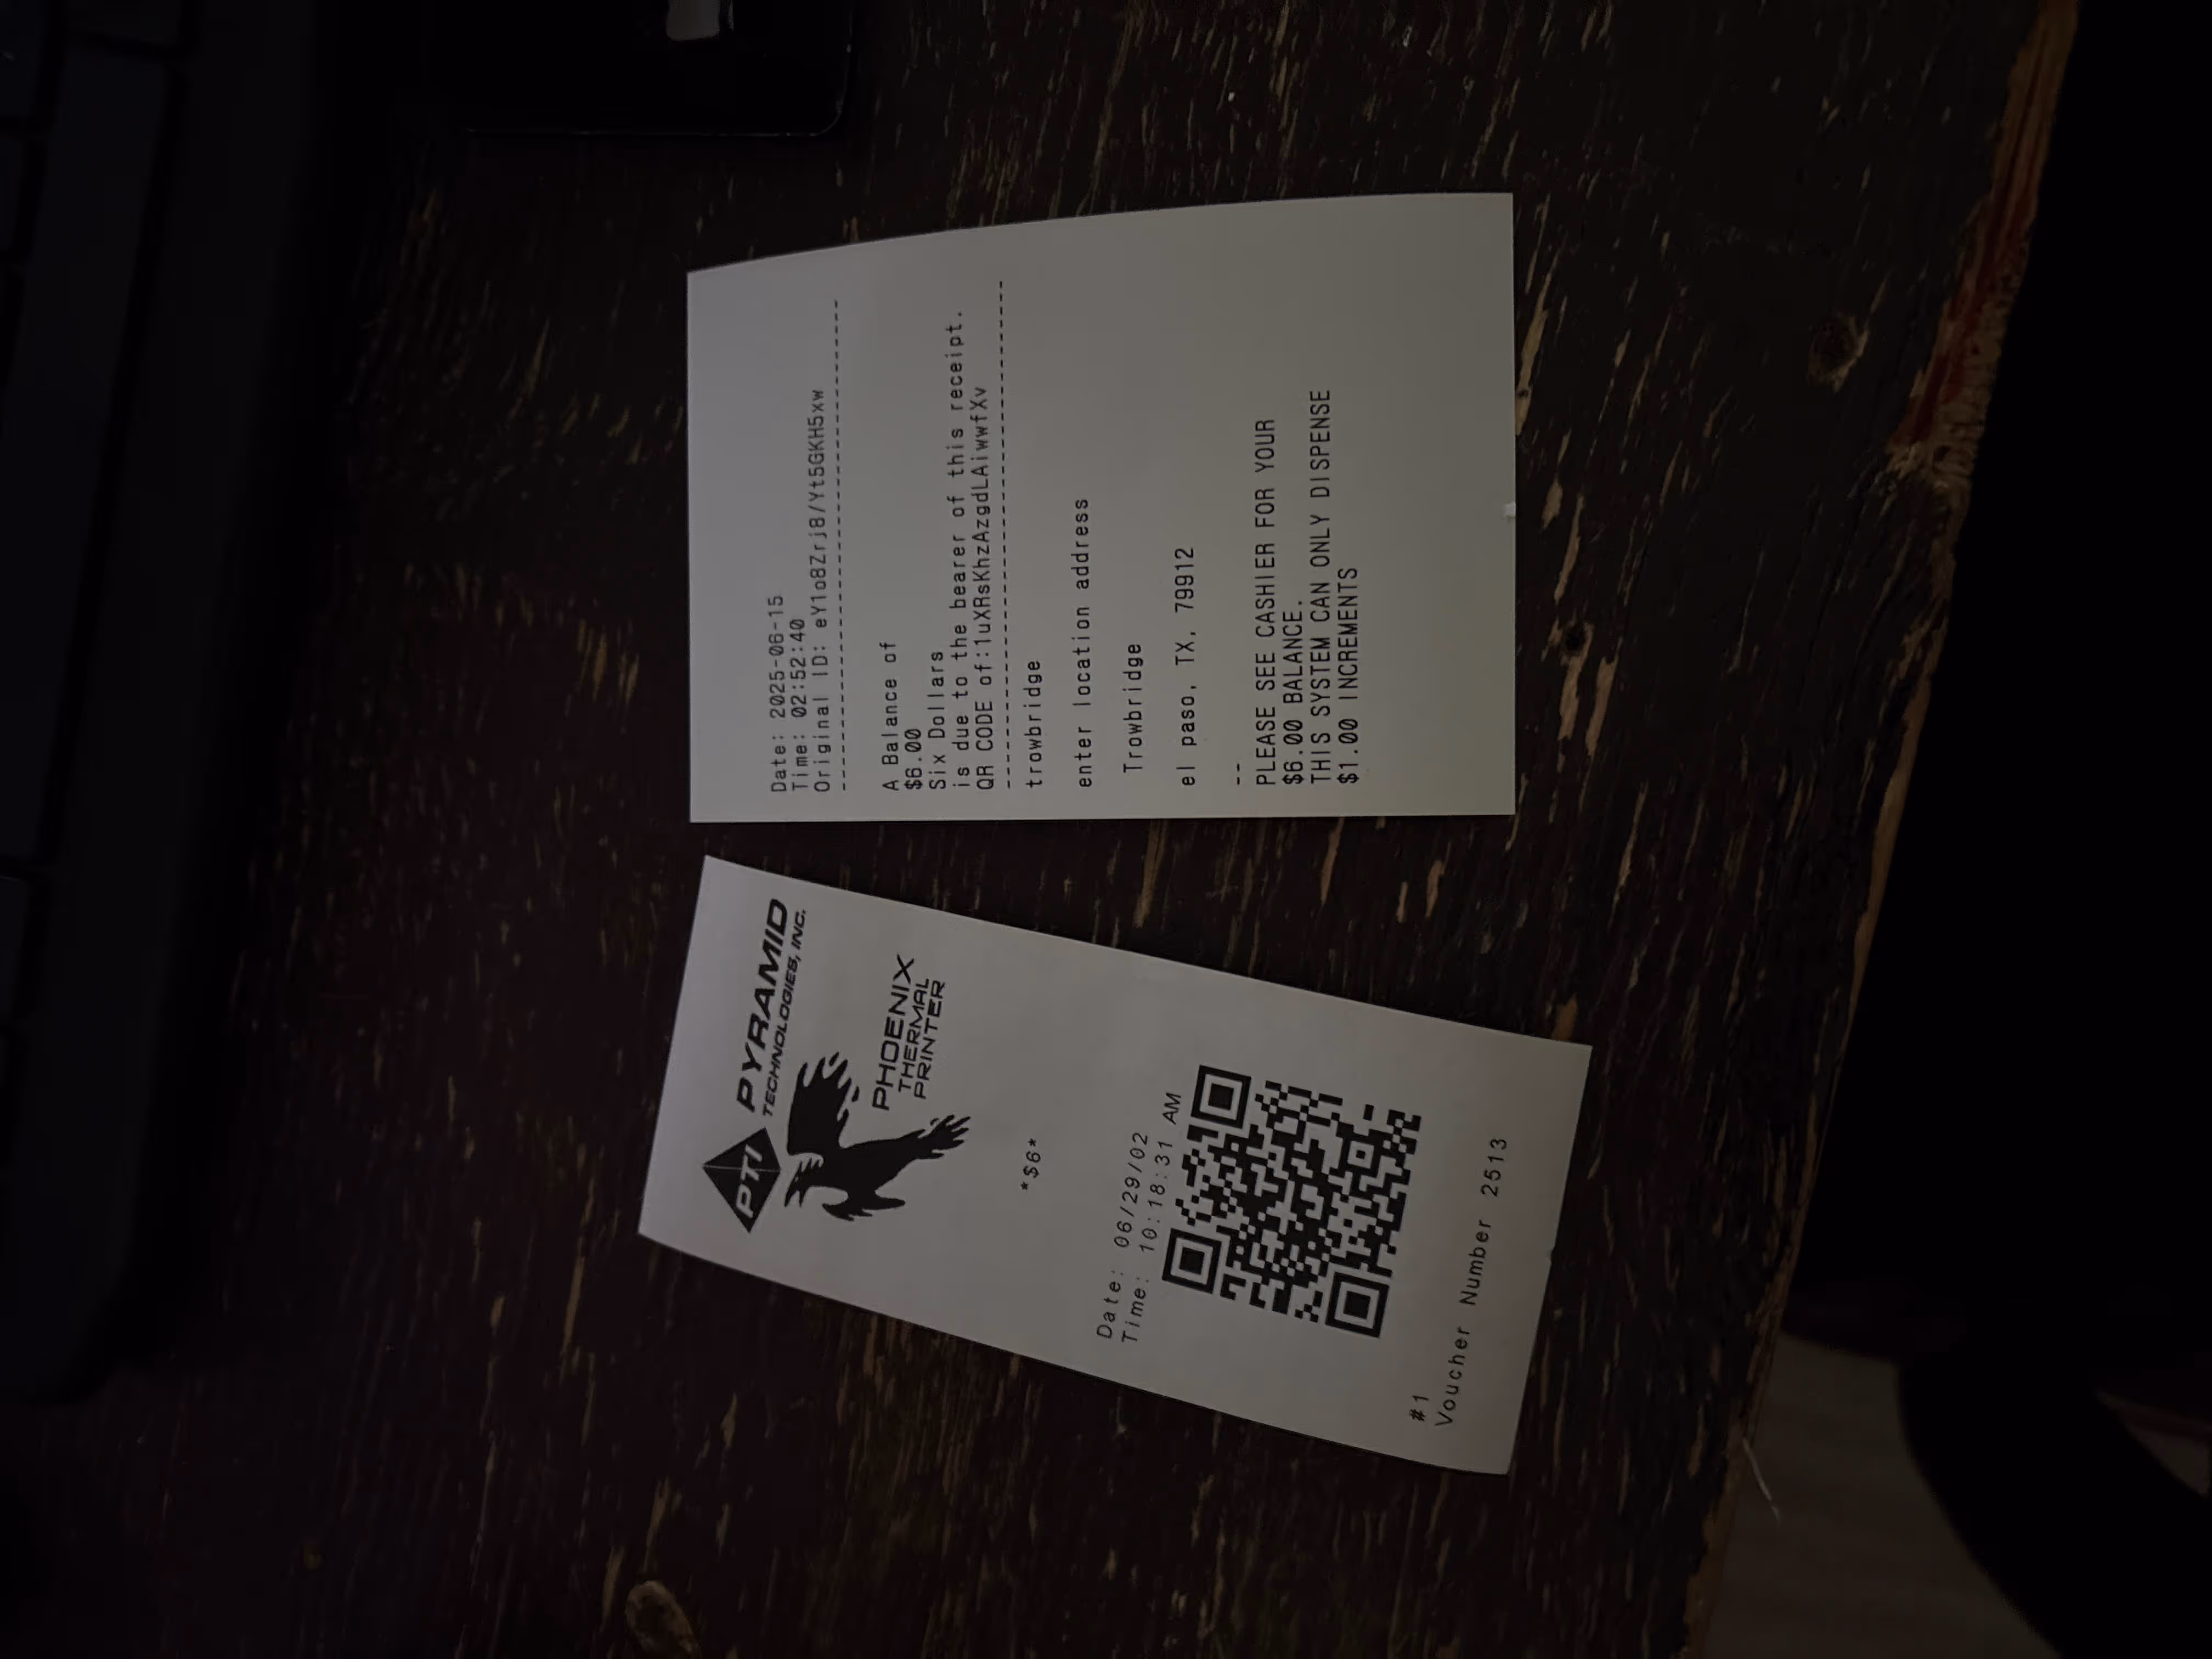 Date: 2025-06-15
Time: 02:52:40
Original ID: eY1o8Zrj8/Yt5GKH5xw
A Balance of
$6.00
Six Dollars
is due to the bearer of this receipt.
QR CODE of:1uXRsKhzAzgdLAiwwfXv
trowbridge
enter location address
Trowbridge
el paso, TX, 79912
--
PLEASE SEE CASHIER FOR YOUR
$6.00 BALANCE.
THIS SYSTEM CAN ONLY DISPENSE
$1.00 INCREMENTS
PTI PYRAMID
TECHNOLOGIES, INC.
PHOENIX
THERMAL
PRINTER
*$6*
Date: 06/29/02
Time: 10:18:31 AM
#1
Voucher Number 2513